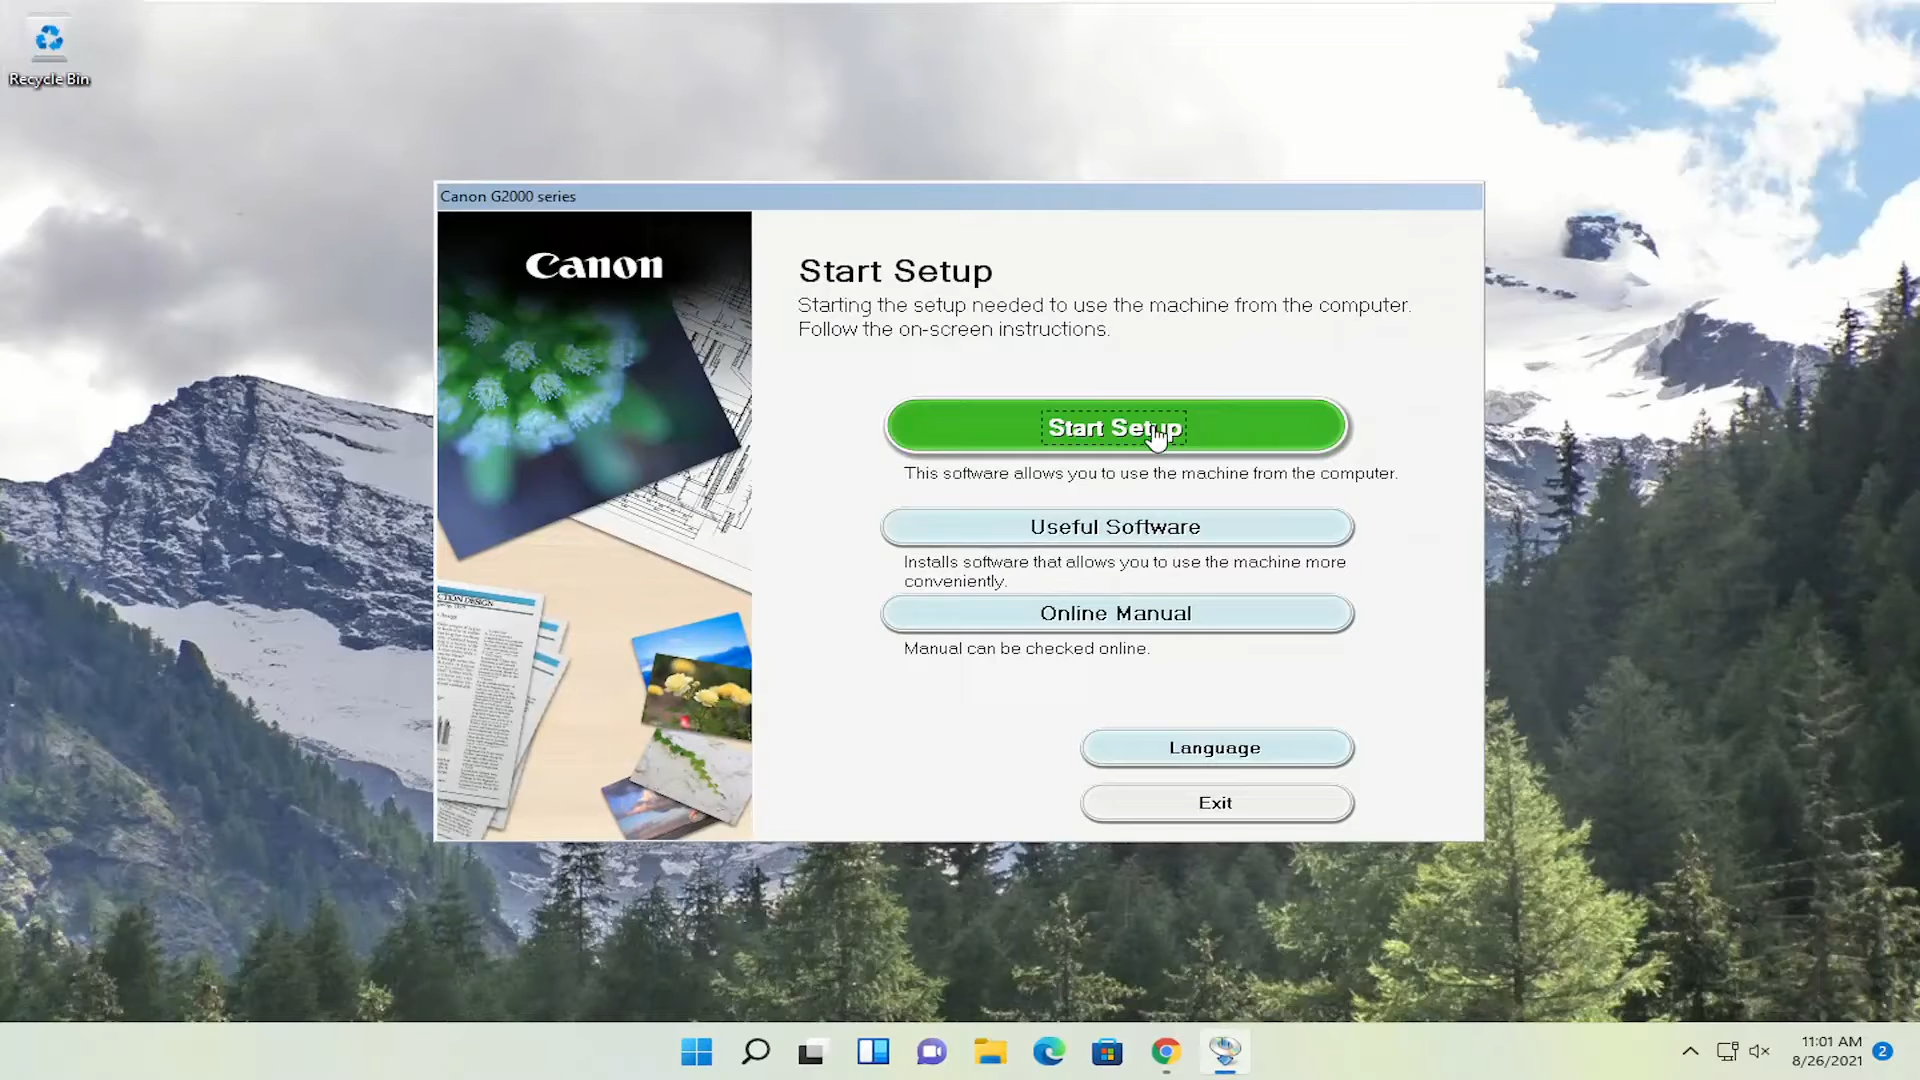 Recycle Bin
Canon G2000 series
Canon
Start Setup
Starting the setup needed to use the machine from the computer.
Follow the on-screen instructions.
Start Setup
This software allows you to use the machine from the computer.
Useful Software
Installs software that allows you to use the machine more
conveniently.
Online Manual
Manual can be checked online.
Language
Exit
11:01 AM
8/26/2021
2